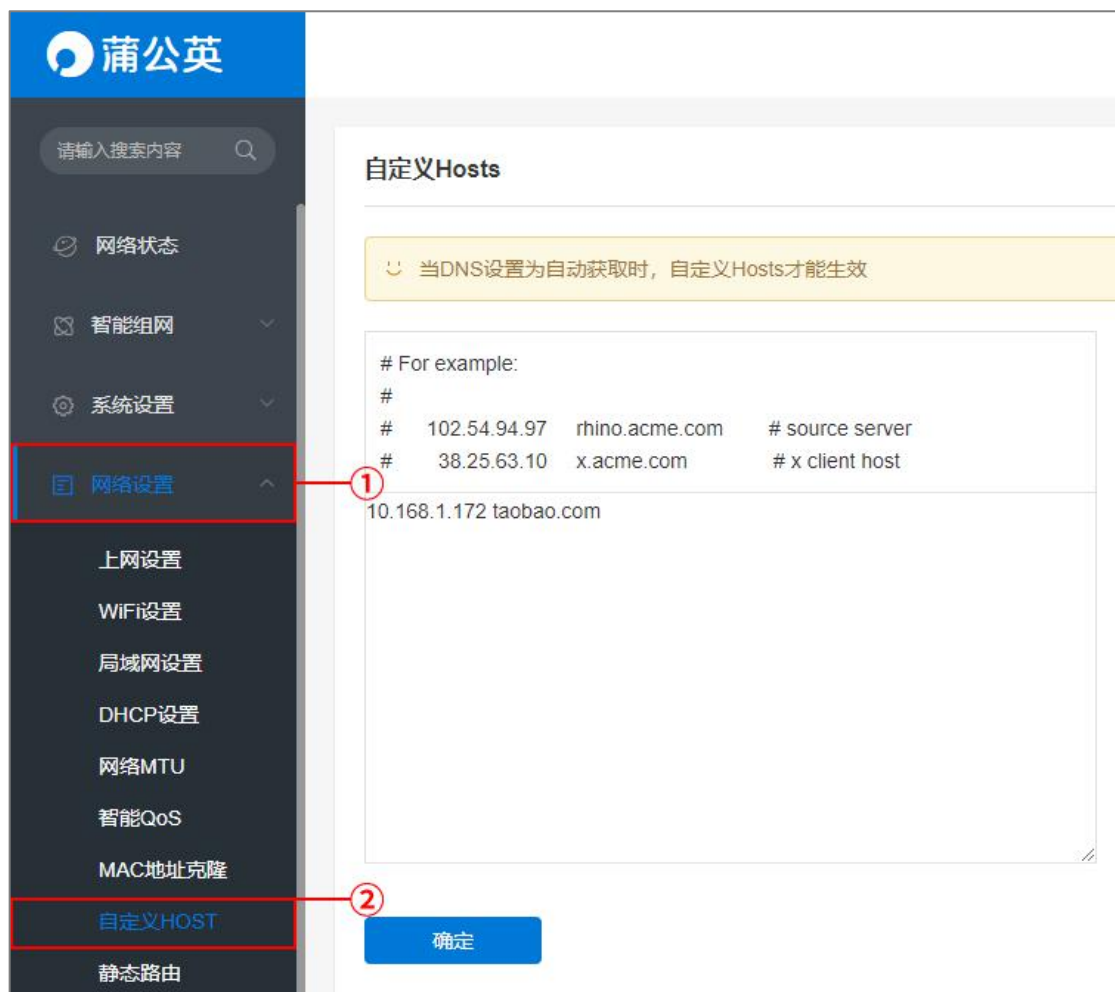 蒲公英
请输入搜索内容
网络状态
智能组网
系统设置
网络设置
①
上网设置
WiFi设置
局域网设置
DHCP设置
网络MTU
智能QoS
MAC地址克隆
自定义HOST
②
静态路由
自定义Hosts
当DNS设置为自动获取时，自定义Hosts才能生效
# For example:
#
# 102.54.94.97 rhino.acme.com # source server
# 38.25.63.10 x.acme.com # x client host
10.168.1.172 taobao.com
确定